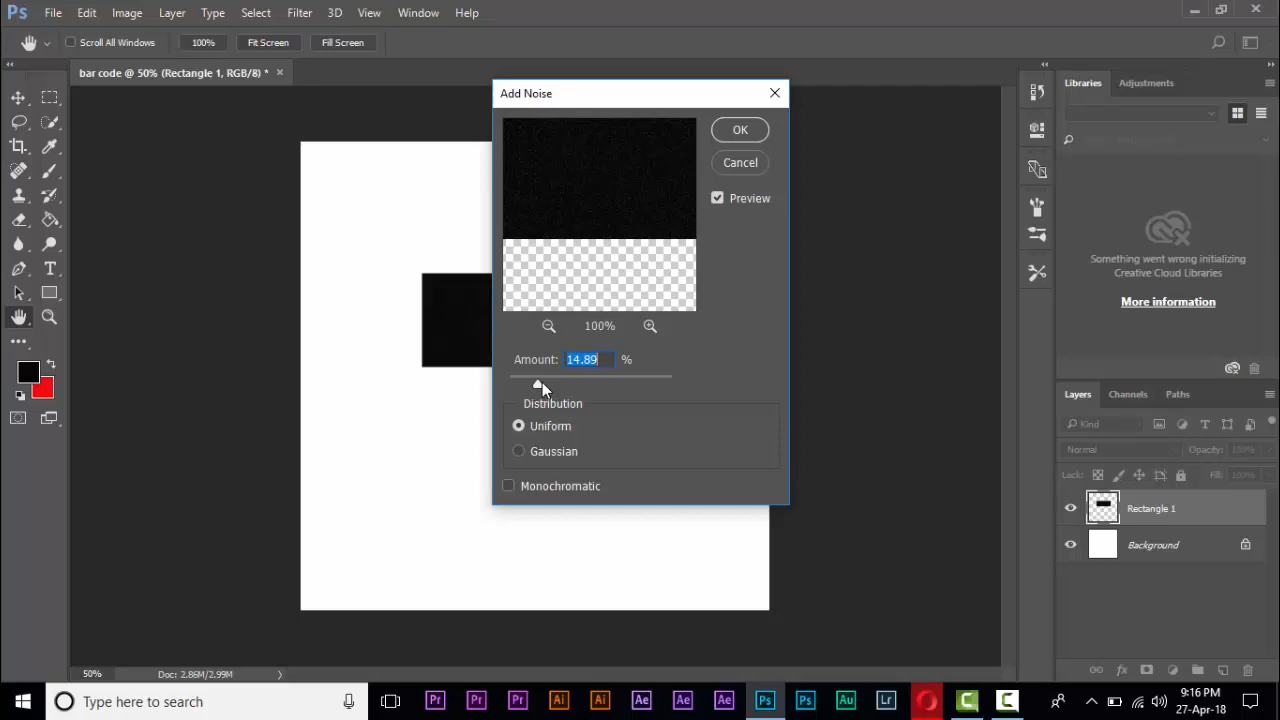 Ps File Edit Image Layer Type Select Filter 3D View Window Help
Scroll All Windows 100% Fit Screen Fill Screen
bar code @ 50% (Rectangle 1, RGB/8) * ×
Add Noise
OK
Cancel
Preview
100%
Amount: 14.89 %
Distribution
Uniform
Gaussian
Monochromatic
Libraries Adjustments
Something went wrong initializing
Creative Cloud Libraries
More information
Layers Channels Paths
Kind
Normal Opacity: 100%
Lock: Fill: 100%
Rectangle 1
Background
50% Doc: 2.86M/2.99M
Type here to search
Pr Pr Pr Ai Ai Ae Ae Ae Ps Ps Au Lr
9:16 PM
27-Apr-18